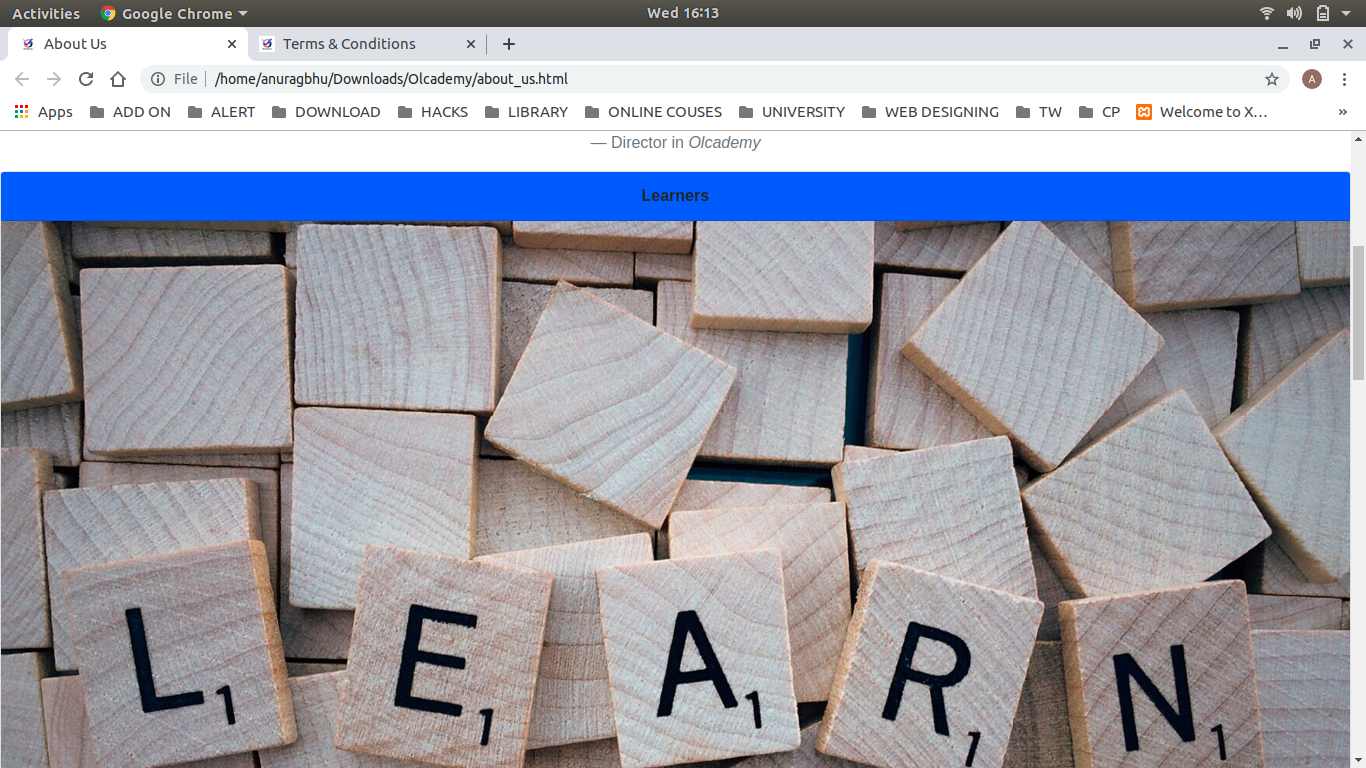 Activities Google Chrome Wed 16:13
About Us Terms & Conditions
File /home/anuragbhu/Downloads/Olcademy/about_us.html A
Apps ADD ON ALERT DOWNLOAD HACKS LIBRARY ONLINE COUSES UNIVERSITY WEB DESIGNING TW CP Welcome to X… »
— Director in Olcademy
Learners
L1 E1 A1 R1 N1